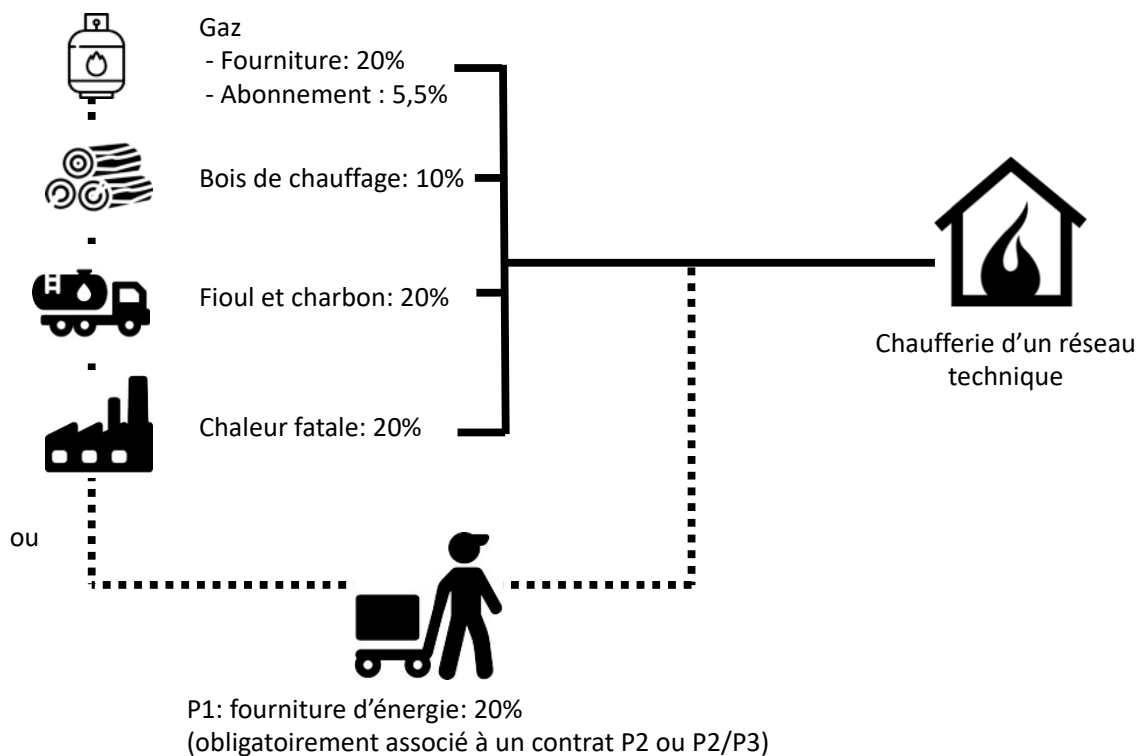 Gaz
- Fourniture: 20%
- Abonnement : 5,5%
Bois de chauffage: 10%
Fioul et charbon: 20%
Chaufferie d’un réseau
technique
Chaleur fatale: 20%
ou
P1: fourniture d’énergie: 20%
(obligatoirement associé à un contrat P2 ou P2/P3)